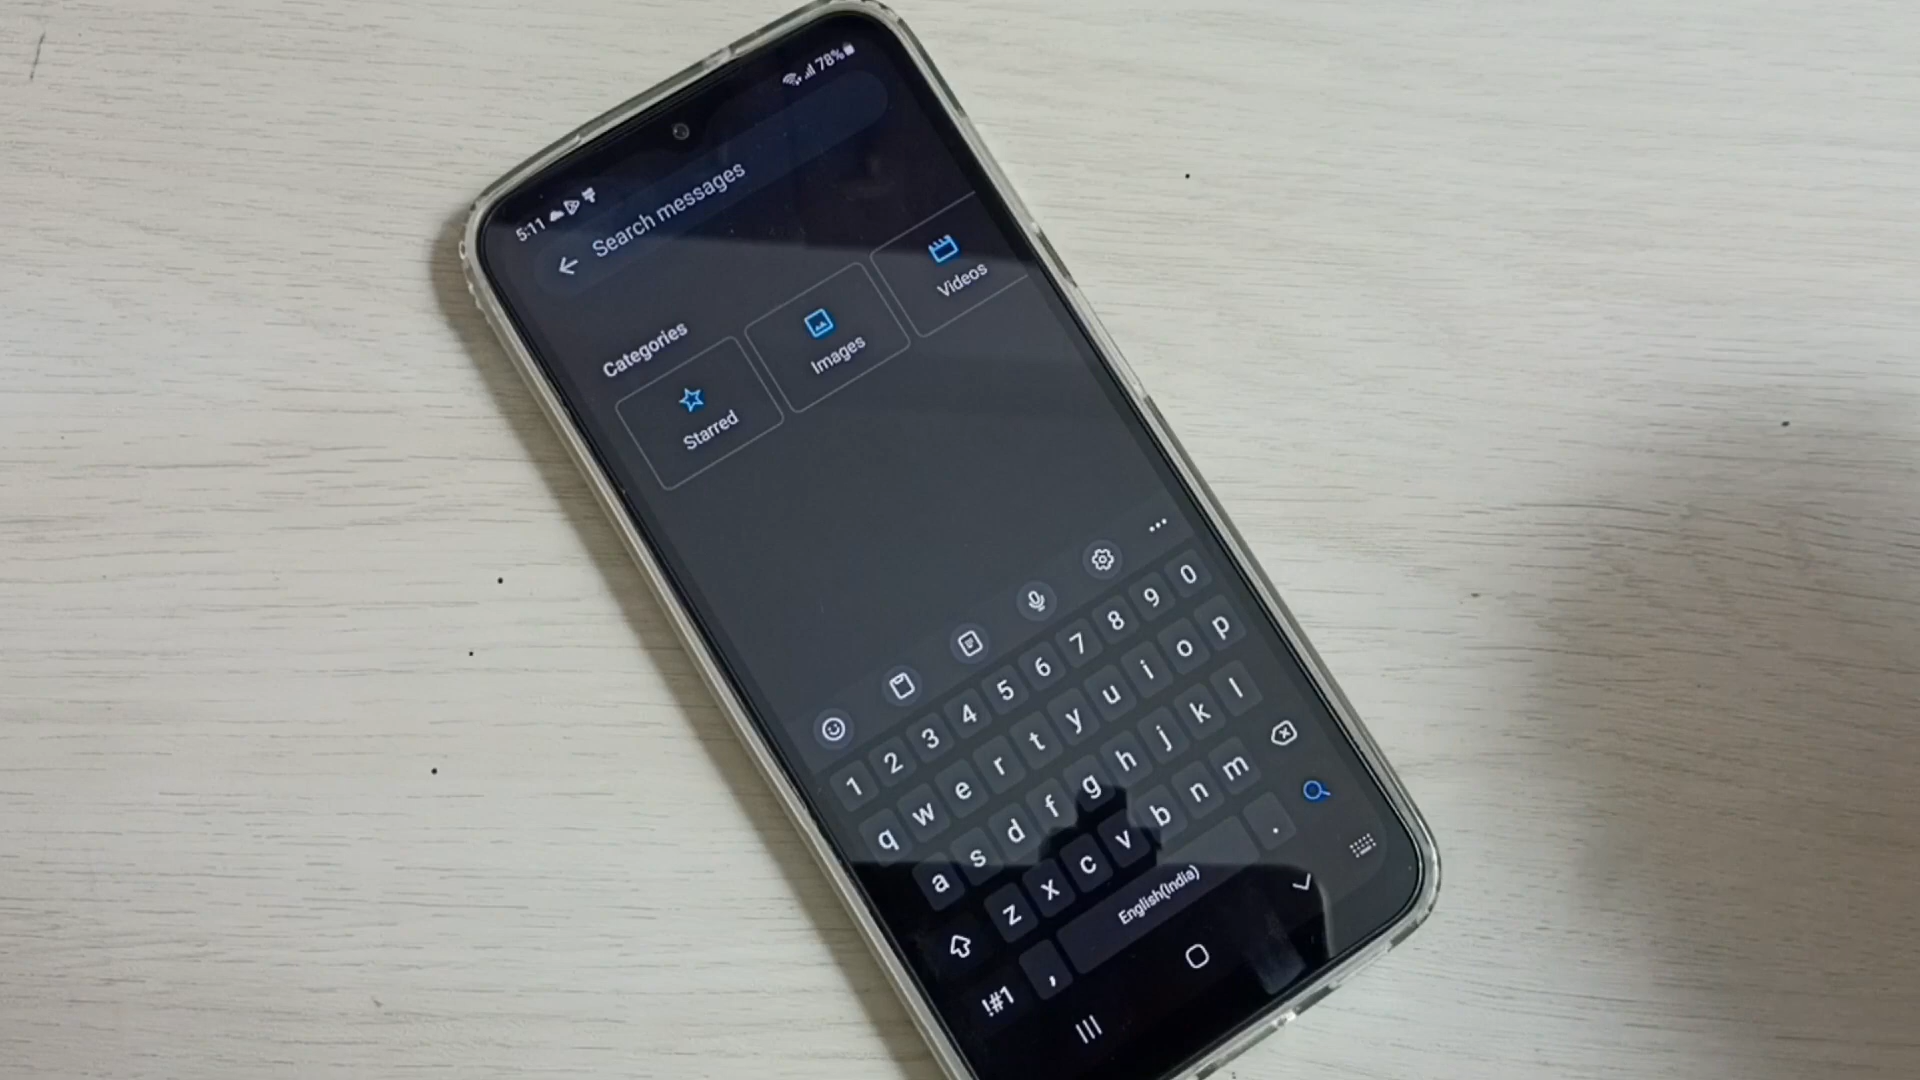 5:11 78%
Search messages
Categories
Starred Images Videos
1 2 3 4 5 6 7 8 9 0
q w e r t y u i o p
a s d f g h j k l
z x c v b n m
!#1 , English(India) .